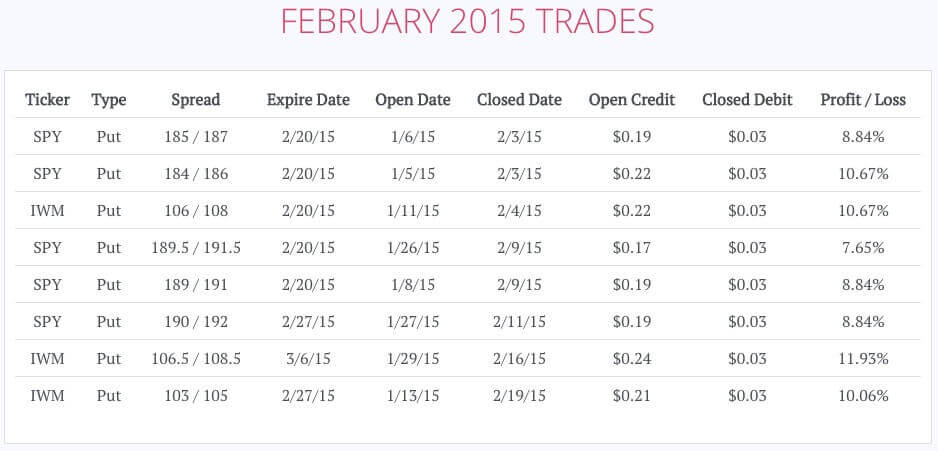 FEBRUARY 2015 TRADES
Ticker Type Spread Expire Date Open Date Closed Date Open Credit Closed Debit Profit / Loss
SPY Put 185 / 187 2/20/15 1/6/15 2/3/15 $0.19 $0.03 8.84%
SPY Put 184 / 186 2/20/15 1/5/15 2/3/15 $0.22 $0.03 10.67%
IWM Put 106 / 108 2/20/15 1/11/15 2/4/15 $0.22 $0.03 10.67%
SPY Put 189.5 / 191.5 2/20/15 1/26/15 2/9/15 $0.17 $0.03 7.65%
SPY Put 189 / 191 2/20/15 1/8/15 2/9/15 $0.19 $0.03 8.84%
SPY Put 190 / 192 2/27/15 1/27/15 2/11/15 $0.19 $0.03 8.84%
IWM Put 106.5 / 108.5 3/6/15 1/29/15 2/16/15 $0.24 $0.03 11.93%
IWM Put 103 / 105 2/27/15 1/13/15 2/19/15 $0.21 $0.03 10.06%